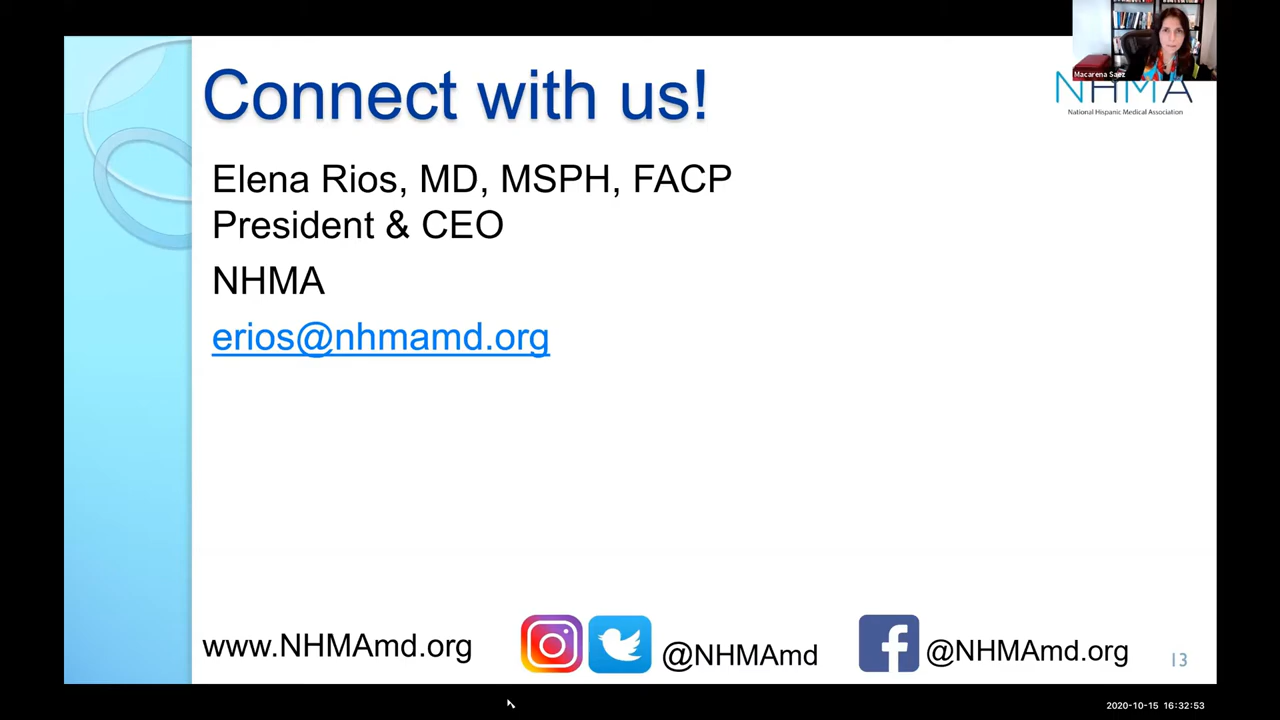 Connect with us!
Macarena Saez
NHMA
National Hispanic Medical Association
Elena Rios, MD, MSPH, FACP
President & CEO
NHMA
erios@nhmamd.org
www.NHMAmd.org
@NHMAmd
@NHMAmd.org
13
2020-10-15 16:32:53